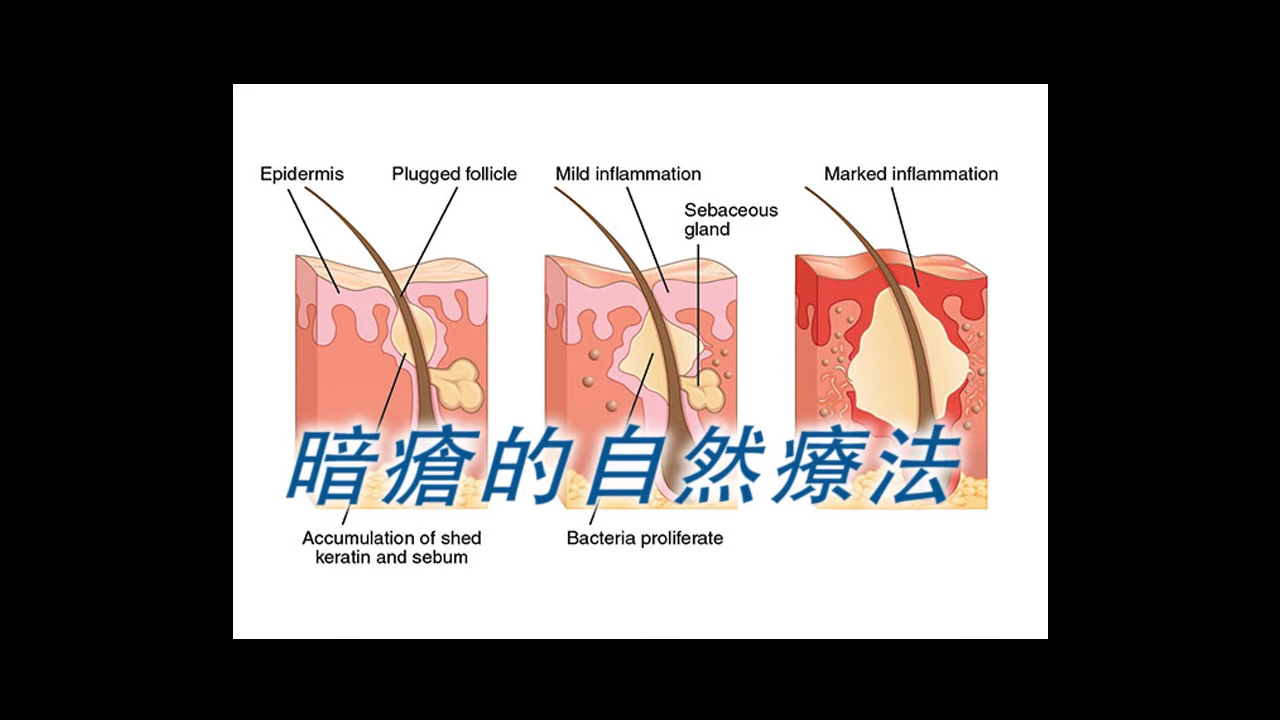 Epidermis
Plugged follicle
Mild inflammation
Sebaceous
gland
Marked inflammation
暗瘡的自然療法
Accumulation of shed
keratin and sebum
Bacteria proliferate